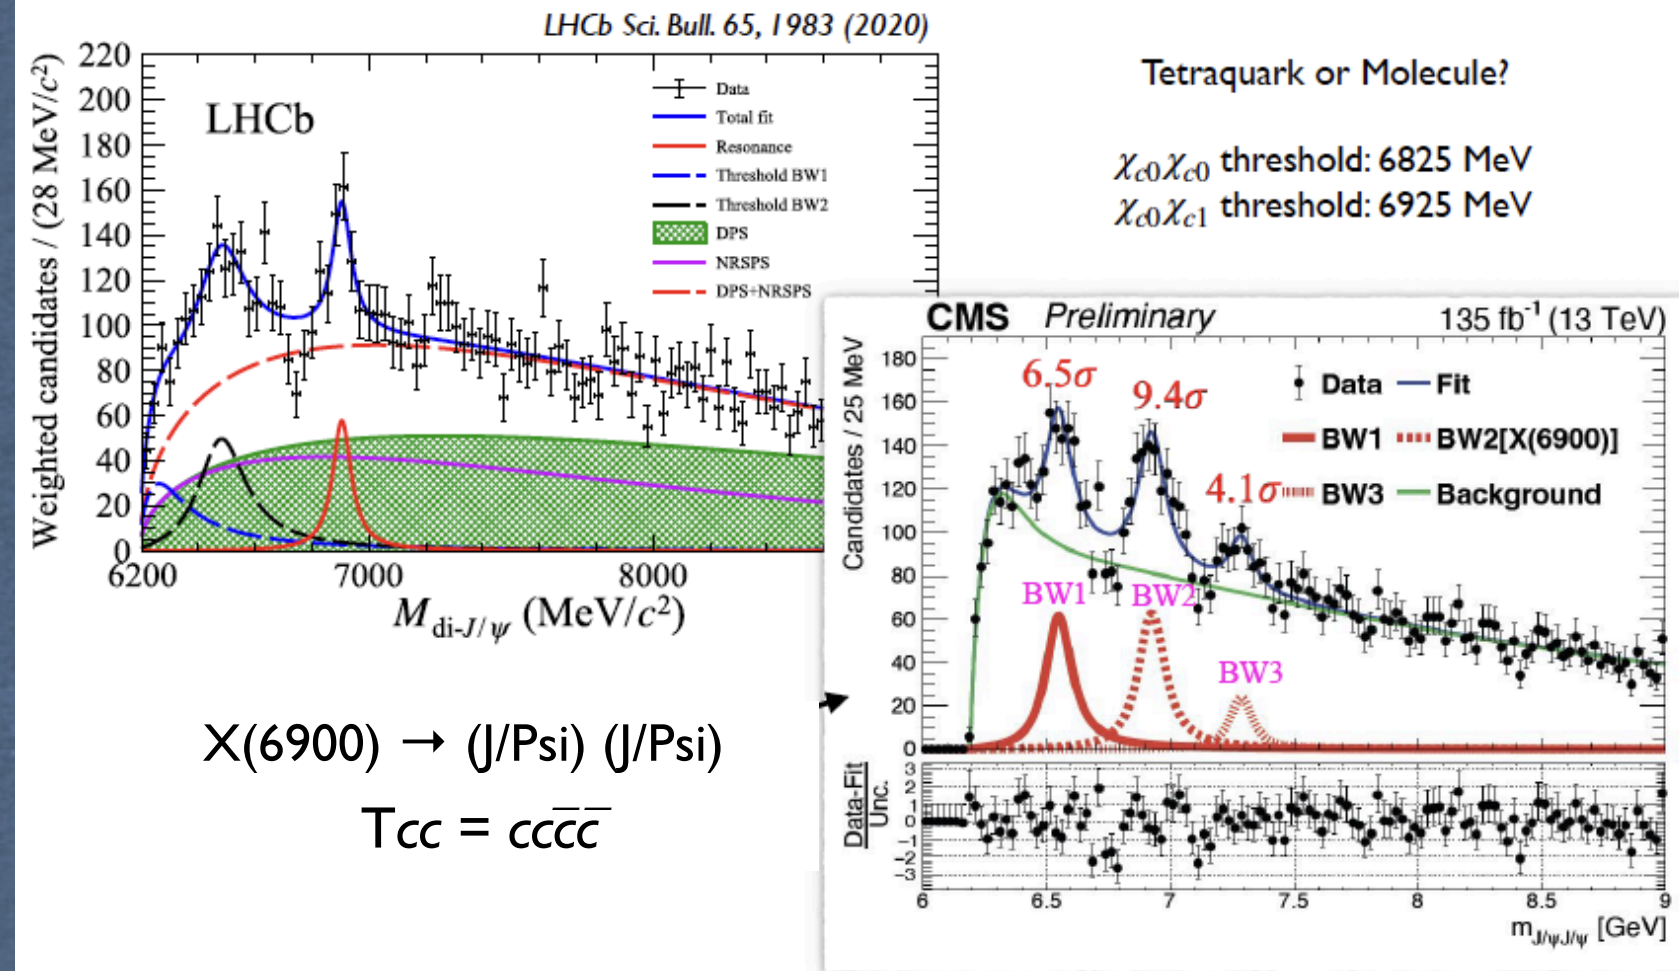 LHCb Sci. Bull. 65, 1983 (2020)
Weighted candidates / (28 MeV/c²)
220
200
180
160
140
120
100
80
60
40
20
0
LHCb
Data
Total fit
Resonance
Threshold BW1
Threshold BW2
DPS
NRSPS
DPS+NRSPS
6200 7000 8000
M di-J/ψ (MeV/c²)
Tetraquark or Molecule?
χc0χc0 threshold: 6825 MeV
χc0χc1 threshold: 6925 MeV
X(6900) → (J/Psi) (J/Psi)
Tcc = ccc̅c̅
CMS Preliminary 135 fb⁻¹ (13 TeV)
Candidates / 25 MeV
180
160
140
120
100
80
60
40
20
0
6.5σ
9.4σ
4.1σ
Data Fit
BW1 BW2[X(6900)]
BW3 Background
BW1 BW2
BW3
Data-Fit
Unc.
3
2
1
0
-1
-2
-3
6 6.5 7 7.5 8 8.5 9
mJ/ψJ/ψ [GeV]